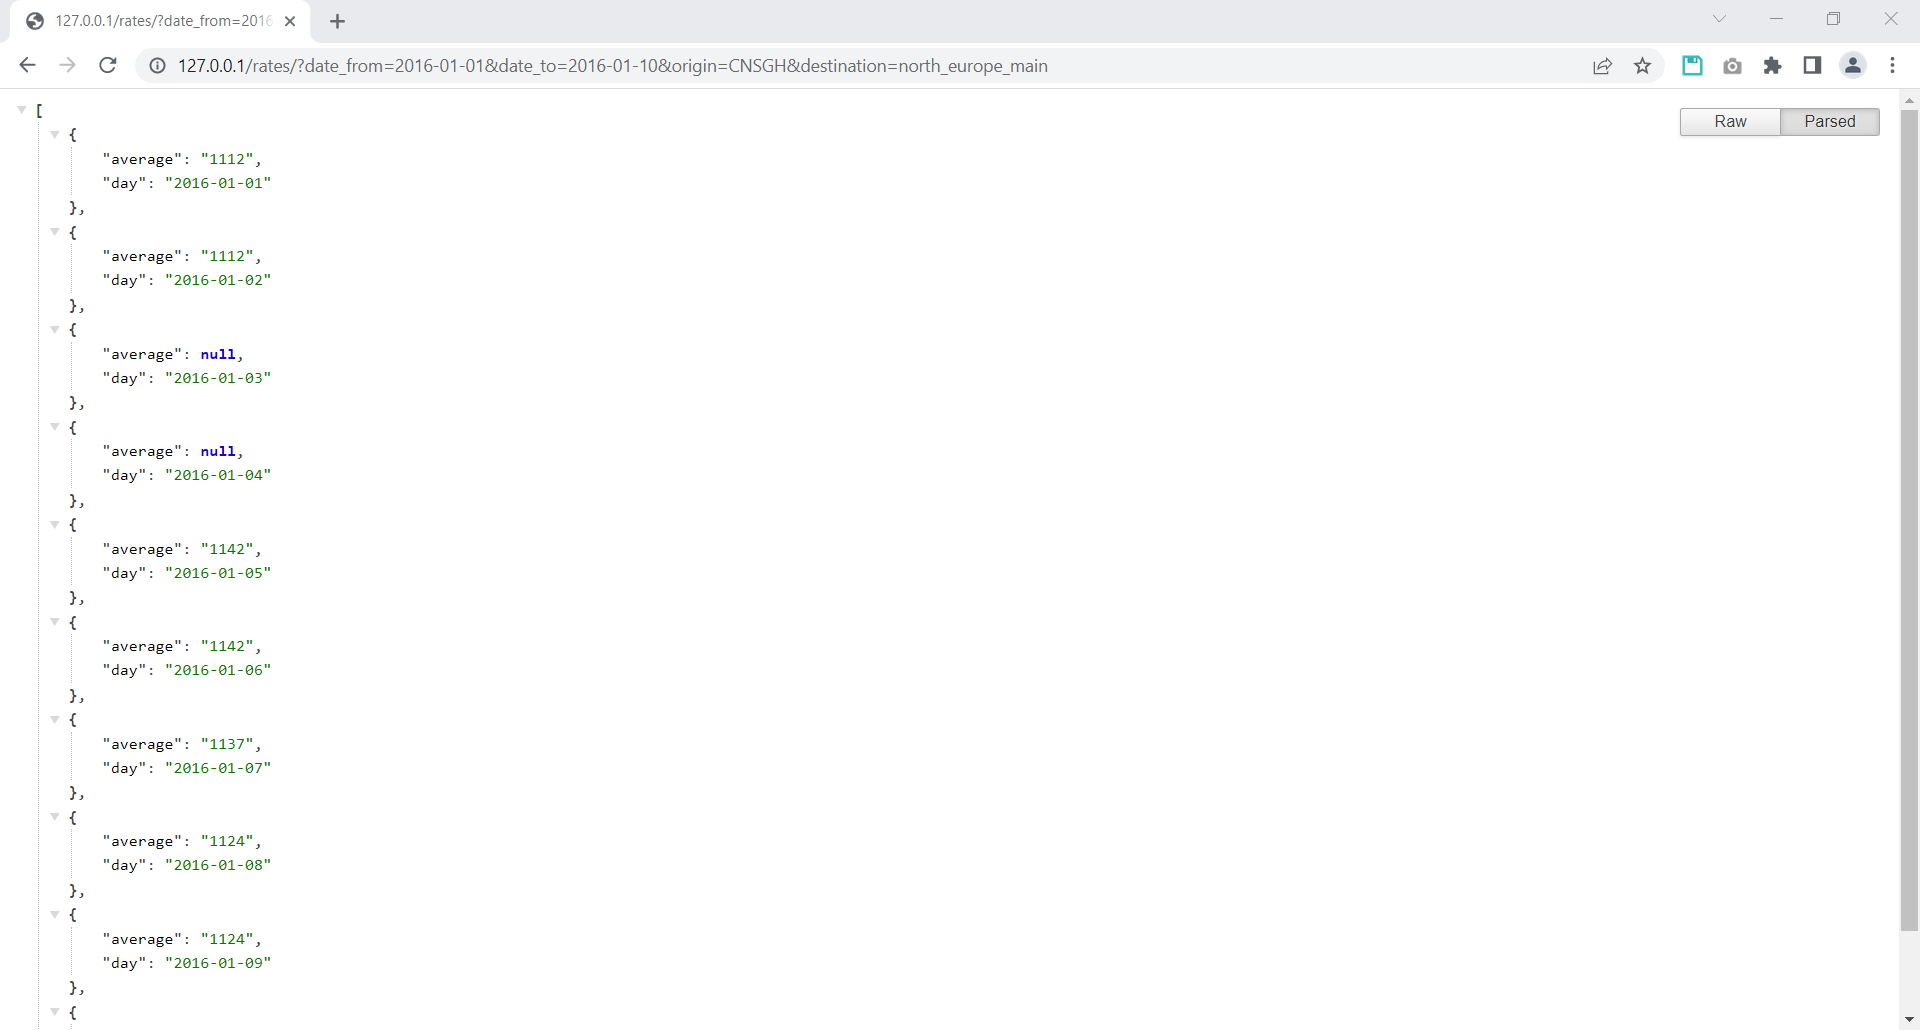 127.0.0.1/rates/?date_from=2016
127.0.0.1/rates/?date_from=2016-01-01&date_to=2016-01-10&origin=CNSGH&destination=north_europe_main
Raw Parsed
[
{
"average": "1112",
"day": "2016-01-01"
},
{
"average": "1112",
"day": "2016-01-02"
},
{
"average": null,
"day": "2016-01-03"
},
{
"average": null,
"day": "2016-01-04"
},
{
"average": "1142",
"day": "2016-01-05"
},
{
"average": "1142",
"day": "2016-01-06"
},
{
"average": "1137",
"day": "2016-01-07"
},
{
"average": "1124",
"day": "2016-01-08"
},
{
"average": "1124",
"day": "2016-01-09"
},
{